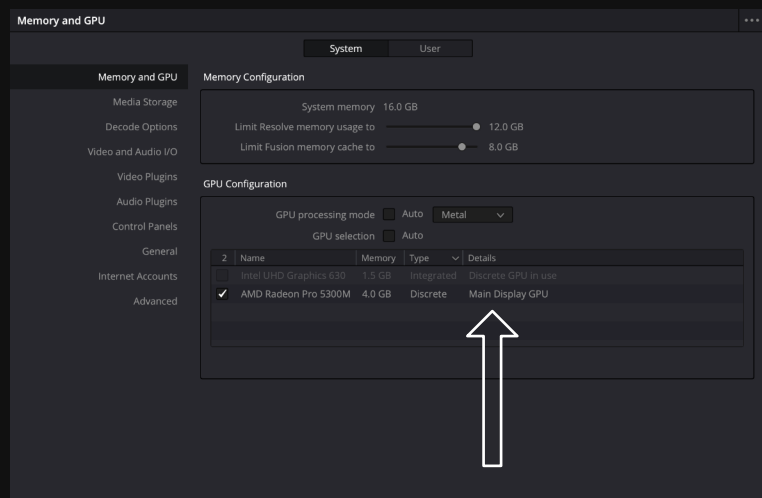 Memory and GPU
System User
Memory and GPU
Media Storage
Decode Options
Video and Audio I/O
Video Plugins
Audio Plugins
Control Panels
General
Internet Accounts
Advanced
Memory Configuration
System memory 16.0 GB
Limit Resolve memory usage to 12.0 GB
Limit Fusion memory cache to 8.0 GB
GPU Configuration
GPU processing mode Auto Metal
GPU selection Auto
2 Name Memory Type Details
Intel UHD Graphics 630 1.5 GB Integrated Discrete GPU in use
AMD Radeon Pro 5300M 4.0 GB Discrete Main Display GPU